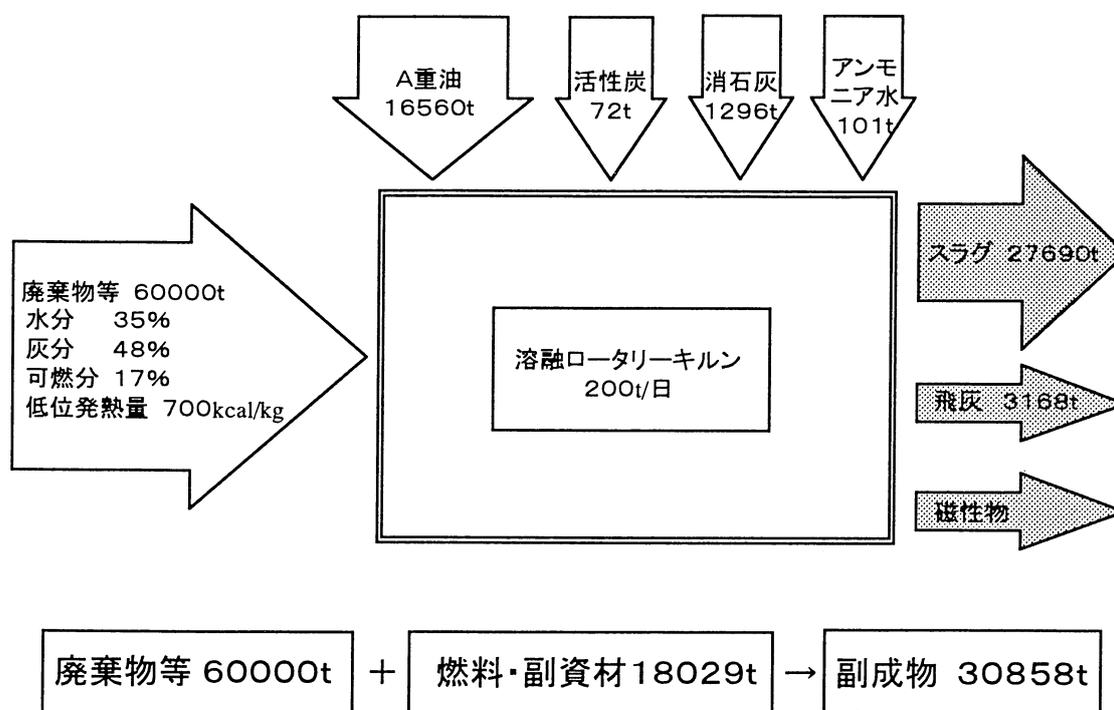 A重油
16560t
活性炭
72t
消石灰
1296t
アンモ
ニア水
101t
廃棄物等 60000t
水分 35%
灰分 48%
可燃分 17%
低位発熱量 700kcal/kg
溶融ロータリーキルン
200t/日
スラグ 27690t
飛灰 3168t
磁性物
廃棄物等 60000t + 燃料・副資材18029t → 副成物 30858t